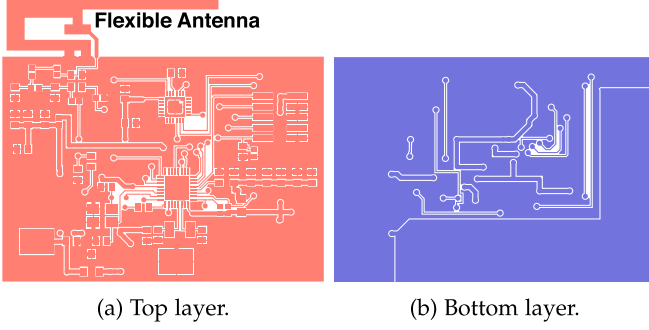 Flexible Antenna
(a) Top layer.
(b) Bottom layer.